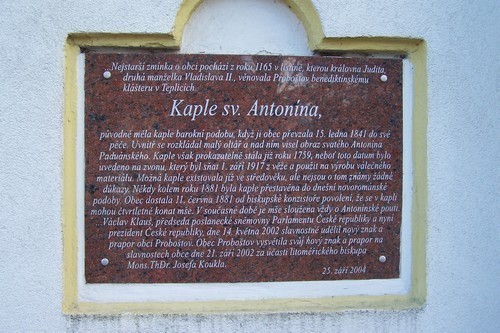 ...Nejstarší zmínka o obci pochází z roku 1165 v listině, kterou královna Judita,
druhá manželka Vladislava II., věnovala Proboštov benediktinskému
klášteru v Teplicích.
Kaple sv. Antonína,
původně měla kaple barokní podobu, když ji obec převzala 15. ledna 1841 do své
péče. Uvnitř se rozkládal malý oltář a nad ním visel obraz svatého Antonína
Paduánského. Kaple však prokazatelně stála již roku 1759, neboť toto datum bylo
uvedeno na zvonu, který byl sňat 1. září 1917 z věže a použit na výrobu válečného
materiálu. Možná kaple existovala již ve středověku, ale nejsou o tom známy žádné
důkazy. Někdy kolem roku 1881 byla kaple přestavěna do dnešní novorománské
podoby. Obec dostala 11. června 1881 od biskupské konzistoře povolení, že se v kapli
mohou čtvrtletně konat mše. V současné době je mše sloužena vždy o Antonínské pouti.
...Václav Klaus, předseda poslanecké sněmovny Parlamentu České republiky a nyní
prezident České republiky, dne 14. května 2002 slavnostně udělil nový znak a
prapor obci Proboštov. Obec Proboštov vysvětila svůj nový znak a prapor na
slavnostech obce dne 21. září 2002 za účasti litoměřického biskupa
Mons.ThDr. Josefa Koukla.
25. září 2004